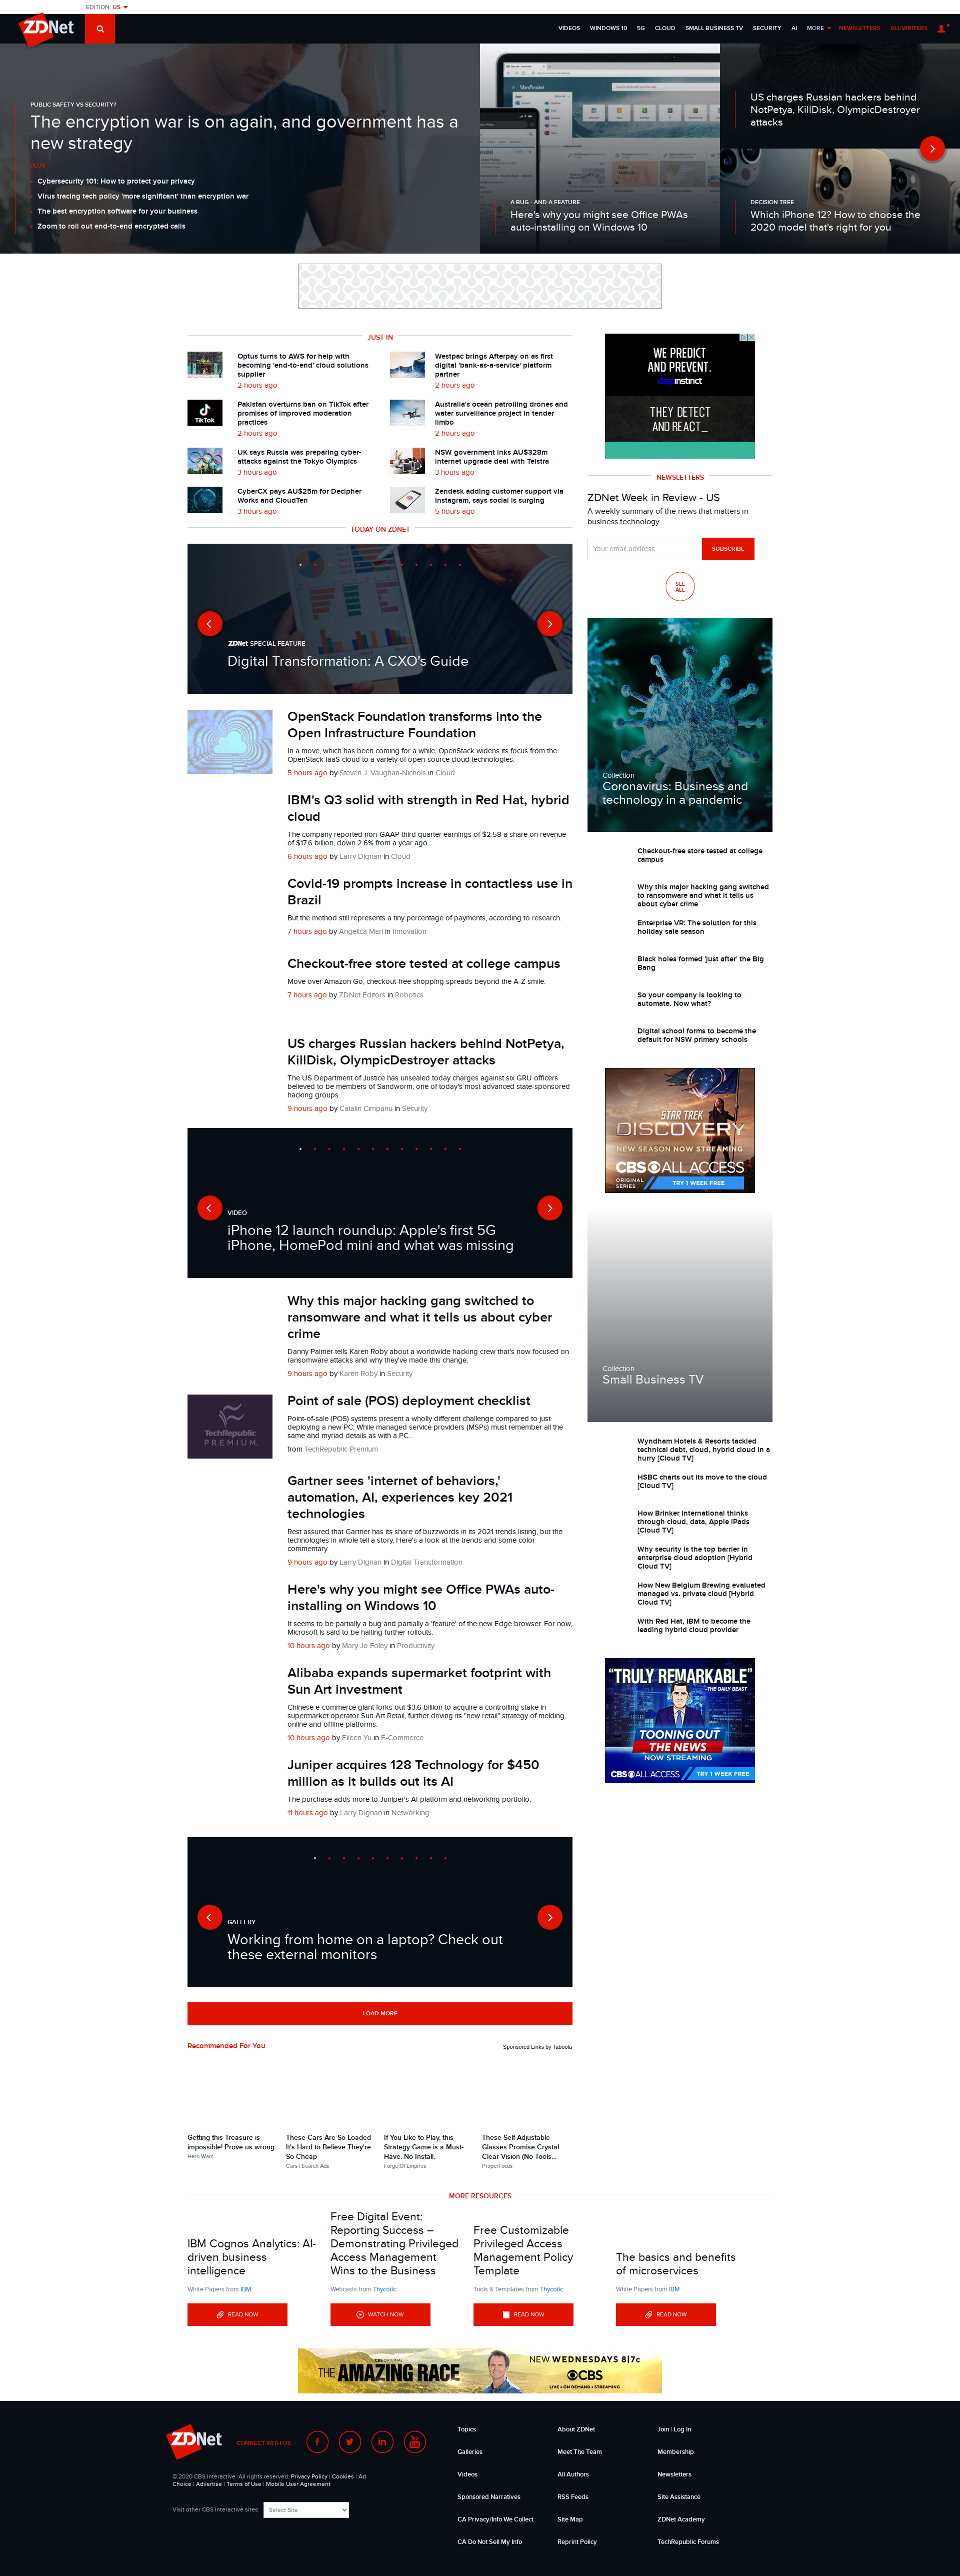 EDITION: US
ZDNet
VIDEOS WINDOWS 10 5G CLOUD SMALL BUSINESS TV SECURITY AI MORE NEWSLETTERS ALL WRITERS
PUBLIC SAFETY VS SECURITY?
The encryption war is on again, and government has a
new strategy
PLUS
Cybersecurity 101: How to protect your privacy
Virus tracing tech policy 'more significant' than encryption war
The best encryption software for your business
Zoom to roll out end-to-end encrypted calls
A BUG - AND A FEATURE
Here's why you might see Office PWAs
auto-installing on Windows 10
US charges Russian hackers behind
NotPetya, KillDisk, OlympicDestroyer
attacks
DECISION TREE
Which iPhone 12? How to choose the
2020 model that's right for you
JUST IN
Optus turns to AWS for help with
becoming 'end-to-end' cloud solutions
supplier
2 hours ago
Westpac brings Afterpay on as first
digital 'bank-as-a-service' platform
partner
2 hours ago
TikTok
Pakistan overturns ban on TikTok after
promises of improved moderation
practices
2 hours ago
Australia's ocean patrolling drones and
water surveillance project in tender
limbo
2 hours ago
UK says Russia was preparing cyber-
attacks against the Tokyo Olympics
3 hours ago
NSW government inks AU$328m
internet upgrade deal with Telstra
3 hours ago
CyberCX pays AU$25m for Decipher
Works and CloudTen
3 hours ago
Zendesk adding customer support via
Instagram, says social is surging
5 hours ago
TODAY ON ZDNET
ZDNet SPECIAL FEATURE
Digital Transformation: A CXO's Guide
OpenStack Foundation transforms into the
Open Infrastructure Foundation
In a move, which has been coming for a while, OpenStack widens its focus from the
OpenStack IaaS cloud to a variety of open-source cloud technologies.
5 hours ago by Steven J. Vaughan-Nichols in Cloud
IBM's Q3 solid with strength in Red Hat, hybrid
cloud
The company reported non-GAAP third quarter earnings of $2.58 a share on revenue
of $17.6 billion, down 2.6% from a year ago.
6 hours ago by Larry Dignan in Cloud
Covid-19 prompts increase in contactless use in
Brazil
But the method still represents a tiny percentage of payments, according to research.
7 hours ago by Angelica Mari in Innovation
Checkout-free store tested at college campus
Move over Amazon Go, checkout-free shopping spreads beyond the A-Z smile.
7 hours ago by ZDNet Editors in Robotics
US charges Russian hackers behind NotPetya,
KillDisk, OlympicDestroyer attacks
The US Department of Justice has unsealed today charges against six GRU officers
believed to be members of Sandworm, one of today's most advanced state-sponsored
hacking groups.
9 hours ago by Catalin Cimpanu in Security
VIDEO
iPhone 12 launch roundup: Apple's first 5G
iPhone, HomePod mini and what was missing
Why this major hacking gang switched to
ransomware and what it tells us about cyber
crime
Danny Palmer tells Karen Roby about a worldwide hacking crew that's now focused on
ransomware attacks and why they've made this change.
9 hours ago by Karen Roby in Security
TechRepublic
PREMIUM.
Point of sale (POS) deployment checklist
Point-of-sale (POS) systems present a wholly different challenge compared to just
deploying a new PC. While managed service providers (MSPs) must remember all the
same and myriad details as with a PC...
from TechRepublic Premium
Gartner sees 'internet of behaviors,'
automation, AI, experiences key 2021
technologies
Rest assured that Gartner has its share of buzzwords in its 2021 trends listing, but the
technologies in whole tell a story. Here's a look at the trends and some color
commentary.
9 hours ago by Larry Dignan in Digital Transformation
Here's why you might see Office PWAs auto-
installing on Windows 10
It seems to be partially a bug and partially a 'feature' of the new Edge browser. For now,
Microsoft is said to be halting further rollouts.
10 hours ago by Mary Jo Foley in Productivity
Alibaba expands supermarket footprint with
Sun Art investment
Chinese e-commerce giant forks out $3.6 billion to acquire a controlling stake in
supermarket operator Sun Art Retail, further driving its "new retail" strategy of melding
online and offline platforms.
10 hours ago by Eileen Yu in E-Commerce
Juniper acquires 128 Technology for $450
million as it builds out its AI
The purchase adds more to Juniper's AI platform and networking portfolio.
11 hours ago by Larry Dignan in Networking
GALLERY
Working from home on a laptop? Check out
these external monitors
LOAD MORE
WE PREDICT
AND PREVENT.
deepinstinct
THEY DETECT
AND REACT_
NEWSLETTERS
ZDNet Week in Review - US
A weekly summary of the news that matters in
business technology.
Your email address
SUBSCRIBE
SEE
ALL
Collection
Coronavirus: Business and
technology in a pandemic
Checkout-free store tested at college
campus
Why this major hacking gang switched
to ransomware and what it tells us
about cyber crime
Enterprise VR: The solution for this
holiday sale season
Black holes formed 'just after' the Big
Bang
So your company is looking to
automate. Now what?
Digital school forms to become the
default for NSW primary schools
STAR TREK
DISCOVERY
NEW SEASON NOW STREAMING
CBS ALL ACCESS
ORIGINAL
SERIES
TRY 1 WEEK FREE
Collection
Small Business TV
Wyndham Hotels & Resorts tackled
technical debt, cloud, hybrid cloud in a
hurry [Cloud TV]
HSBC charts out its move to the cloud
[Cloud TV]
How Brinker International thinks
through cloud, data, Apple iPads
[Cloud TV]
Why security is the top barrier in
enterprise cloud adoption [Hybrid
Cloud TV]
How New Belgium Brewing evaluated
managed vs. private cloud [Hybrid
Cloud TV]
With Red Hat, IBM to become the
leading hybrid cloud provider
"TRULY REMARKABLE"
-THE DAILY BEAST
TOONING OUT
THE NEWS
NOW STREAMING
CBS ALL ACCESS
TRY 1 WEEK FREE
Recommended For You
Sponsored Links by Taboola
Getting this Treasure is
impossible! Prove us wrong
Hero Wars
These Cars Are So Loaded
It's Hard to Believe They're
So Cheap
Cars | Search Ads
If You Like to Play, this
Strategy Game is a Must-
Have. No Install.
Forge Of Empires
These Self Adjustable
Glasses Promise Crystal
Clear Vision (No Tools...
ProperFocus
MORE RESOURCES
IBM Cognos Analytics: AI-
driven business
intelligence
White Papers from IBM
READ NOW
Free Digital Event:
Reporting Success –
Demonstrating Privileged
Access Management
Wins to the Business
Webcasts from Thycotic
WATCH NOW
Free Customizable
Privileged Access
Management Policy
Template
Tools & Templates from Thycotic
READ NOW
The basics and benefits
of microservices
White Papers from IBM
READ NOW
CBS ORIGINAL
THE AMAZING RACE
NEW WEDNESDAYS 8|7c
CBS
LIVE • ON DEMAND • STREAMING
ZDNet
CONNECT WITH US
© 2020 CBS Interactive. All rights reserved. Privacy Policy | Cookies | Ad
Choice | Advertise | Terms of Use | Mobile User Agreement
Visit other CBS Interactive sites: Select Site
Topics
Galleries
Videos
Sponsored Narratives
CA Privacy/Info We Collect
CA Do Not Sell My Info
About ZDNet
Meet The Team
All Authors
RSS Feeds
Site Map
Reprint Policy
Join | Log In
Membership
Newsletters
Site Assistance
ZDNet Academy
TechRepublic Forums